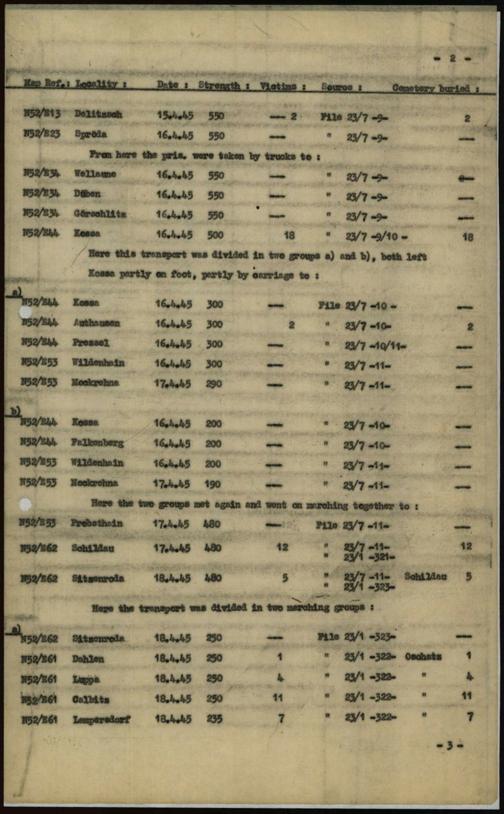 - 2 -
Map Ref.: Locality : Date : Strength : Victims : Source : Cemetery buried :
N52/E13 Delitzsch 15.4.45 550 — 2 File 23/7 -9- 2
N52/E23 Spröda 16.4.45 550 — " 23/7 -9- —
From here the pris. were taken by trucks to :
N52/E34 Wellaune 16.4.45 550 — " 23/7 -9- —
N52/E34 Düben 16.4.45 550 — " 23/7 -9- —
N52/E34 Görschlitz 16.4.45 550 — " 23/7 -9- —
N52/E44 Kossa 16.4.45 500 18 " 23/7 -9/10 - 18
Here this transport was divided in two groups a) and b), both left
Kossa partly on foot, partly by carriage to :
a)
N52/E44 Kossa 16.4.45 300 — File 23/7 -10 - —
N52/E44 Authausen 16.4.45 300 2 " 23/7 -10- 2
N52/E44 Pressel 16.4.45 300 — " 23/7 -10/11- —
N52/E53 Wildenhain 16.4.45 300 — " 23/7 -11- —
N52/E53 Mockrehna 17.4.45 290 — " 23/7 -11- —
b)
N52/E44 Kossa 16.4.45 200 — " 23/7 -10- —
N52/E44 Falkenberg 16.4.45 200 — " 23/7 -10- —
N52/E53 Wildenhain 16.4.45 200 — " 23/7 -11- —
N52/E53 Mockrehna 17.4.45 190 — " 23/7 -11- —
Here the two groups met again and went on marching together to :
N52/E53 Probsthain 17.4.45 480 — File 23/7 -11- —
N52/E62 Schildau 17.4.45 480 12 " 23/7 -11- 12
" 23/1 -321-
N52/E62 Sitzenroda 18.4.45 480 5 " 23/7 -11- Schildau 5
" 23/1 -323-
Here the transport was divided in two marching groups :
a)
N52/E62 Sitzenroda 18.4.45 250 — File 23/1 -323- —
N52/E61 Dahlen 18.4.45 250 1 " 23/1 -322- Oschatz 1
N52/E61 Luppa 18.4.45 250 4 " 23/1 -322- " 4
N52/E61 Calbitz 18.4.45 250 11 " 23/1 -322- " 11
N52/E61 Lampersdorf 18.4.45 235 7 " 23/1 -322- " 7
- 3 -